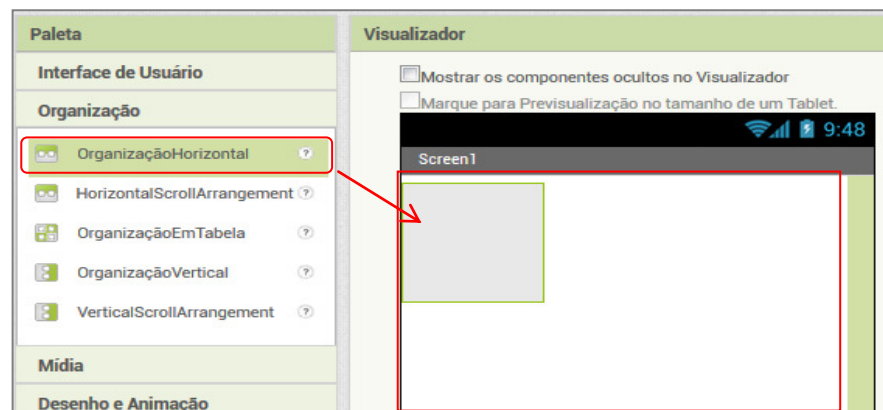 Paleta
Interface de Usuário
Organização
OrganizaçãoHorizontal ?
HorizontalScrollArrangement ?
OrganizaçãoEmTabela ?
OrganizaçãoVertical ?
VerticalScrollArrangement ?
Mídia
Desenho e Animação
Visualizador
Mostrar os componentes ocultos no Visualizador
Marque para Previsualização no tamanho de um Tablet.
9:48
Screen1